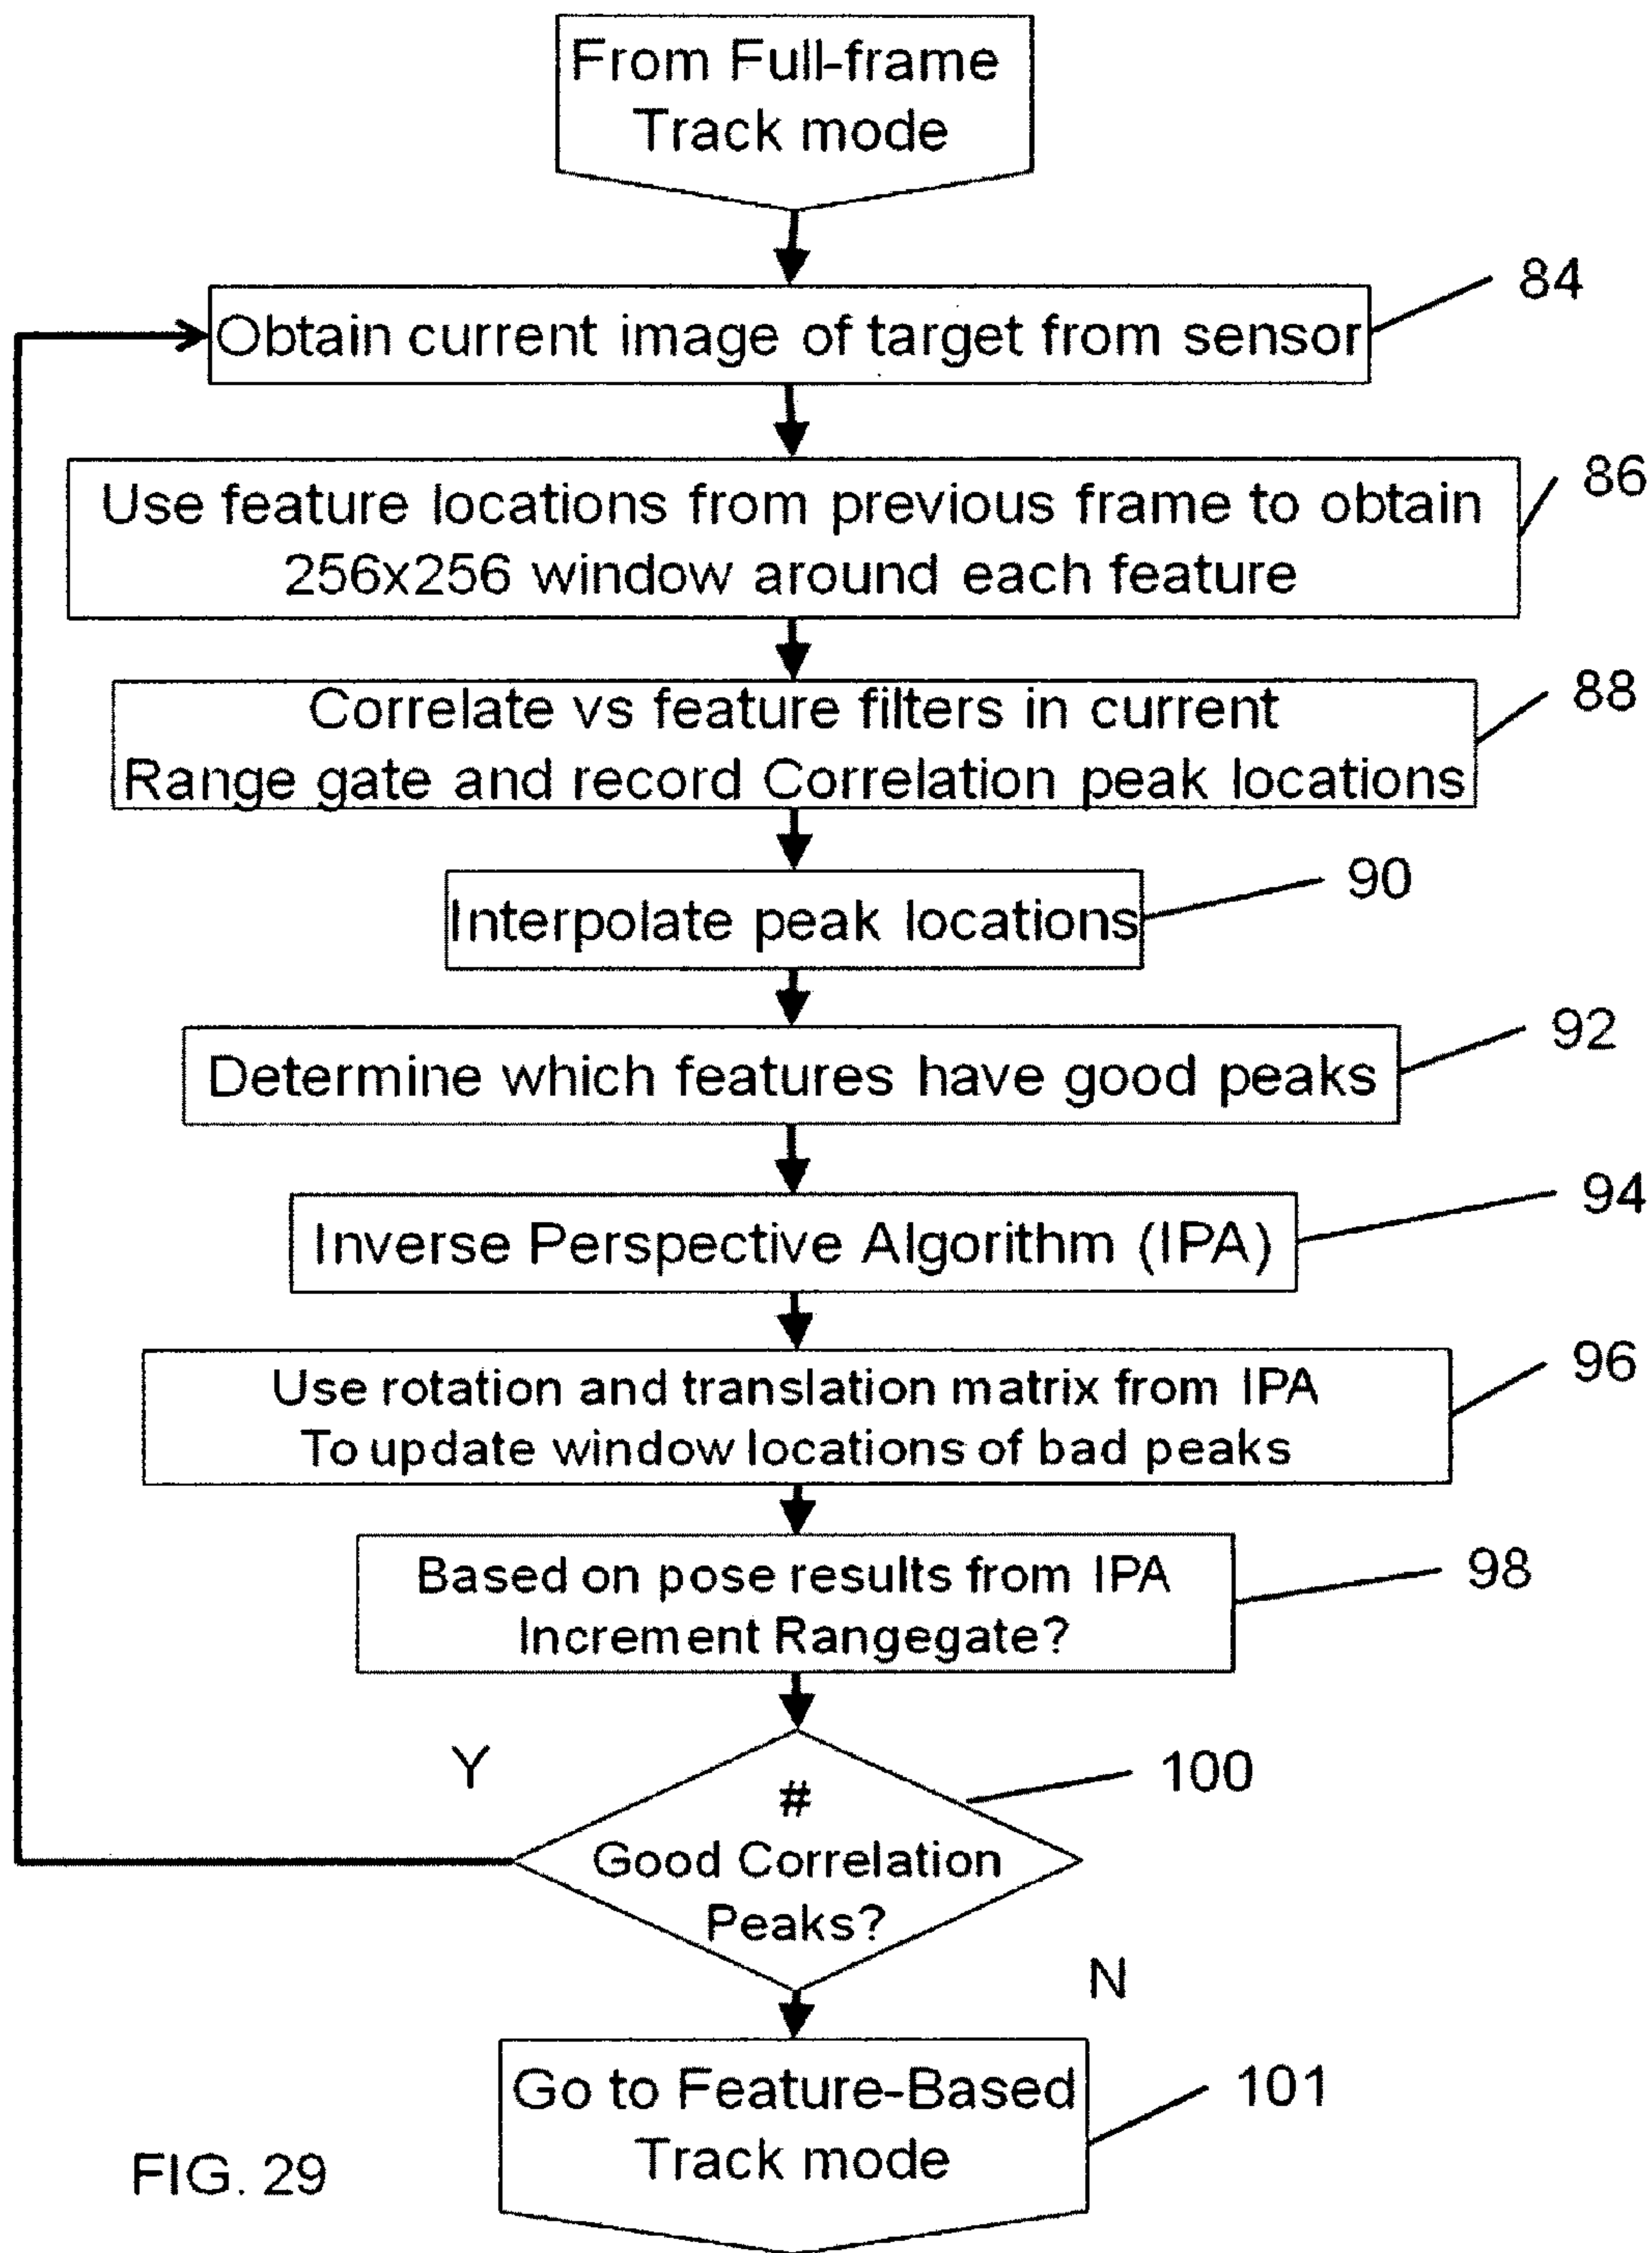 From Full-frame
Track mode
84
Obtain current image of target from sensor
86
Use feature locations from previous frame to obtain
256x256 window around each feature
88
Correlate vs feature filters in current
Range gate and record Correlation peak locations
90
Interpolate peak locations
92
Determine which features have good peaks
94
Inverse Perspective Algorithm (IPA)
96
Use rotation and translation matrix from IPA
To update window locations of bad peaks
98
Based on pose results from IPA
Increment Rangegate?
Y
100
#
Good Correlation
Peaks?
N
Go to Feature-Based
101
Track mode
FIG. 29